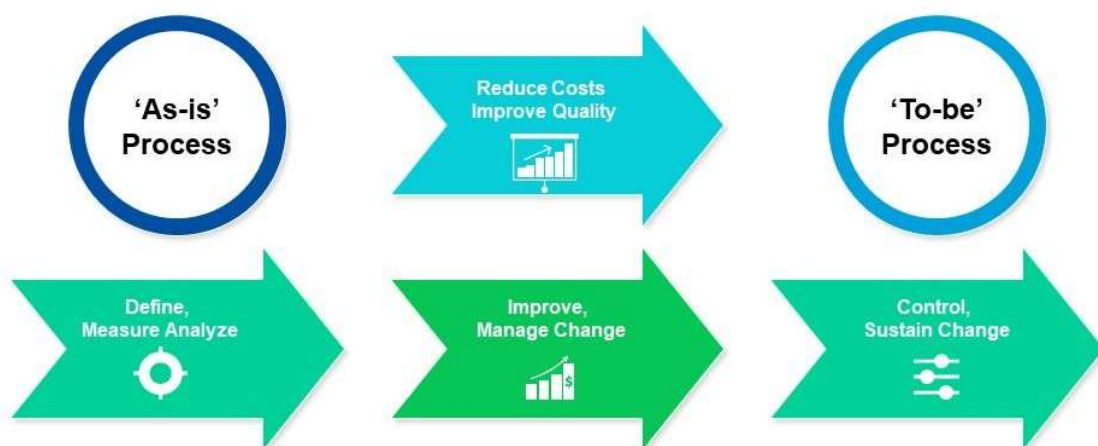 ‘As-is’
Process
Reduce Costs
Improve Quality
‘To-be’
Process
Define,
Measure Analyze
Improve,
Manage Change
$
Control,
Sustain Change